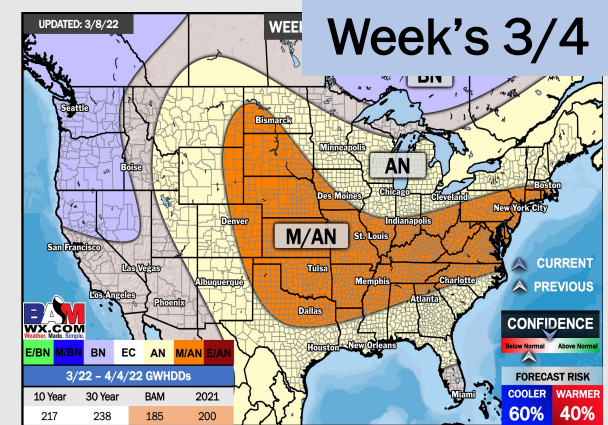 UPDATED: 3/8/22
WEE
Week's 3/4
BN
Seattle
Bismarck
Minneapolis
AN
Boise
Boston
Des Moines
Chicago
Cleveland
New York City
Denver
Indianapolis
M/AN
St. Louis
San Francisco
Las Vegas
Tulsa
CURRENT
Albuquerque
Memphis
Charlotte
PREVIOUS
Los Angeles
Phoenix
Atlanta
Dallas
BAM
WX.COM
Weather. Made. Simple.
CONFIDENCE
Below Normal
Above Normal
Houston
New Orleans
E/BN M/BN BN EC AN M/AN E/AN
3/22 – 4/4/22 GWHDDs
FORECAST RISK
Miami
10 Year 30 Year BAM 2021
COOLER WARMER
217 238 185 200
60% 40%